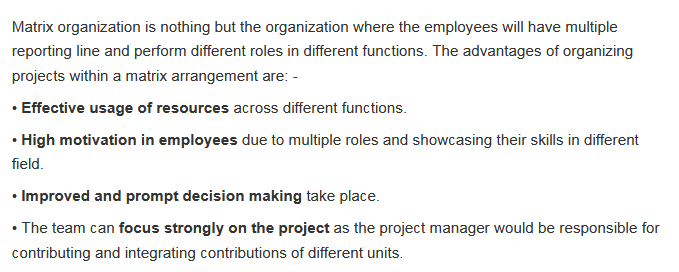 Matrix organization is nothing but the organization where the employees will have multiple
reporting line and perform different roles in different functions. The advantages of organizing
projects within a matrix arrangement are: -
• Effective usage of resources across different functions.
• High motivation in employees due to multiple roles and showcasing their skills in different
field.
• Improved and prompt decision making take place.
• The team can focus strongly on the project as the project manager would be responsible for
contributing and integrating contributions of different units.